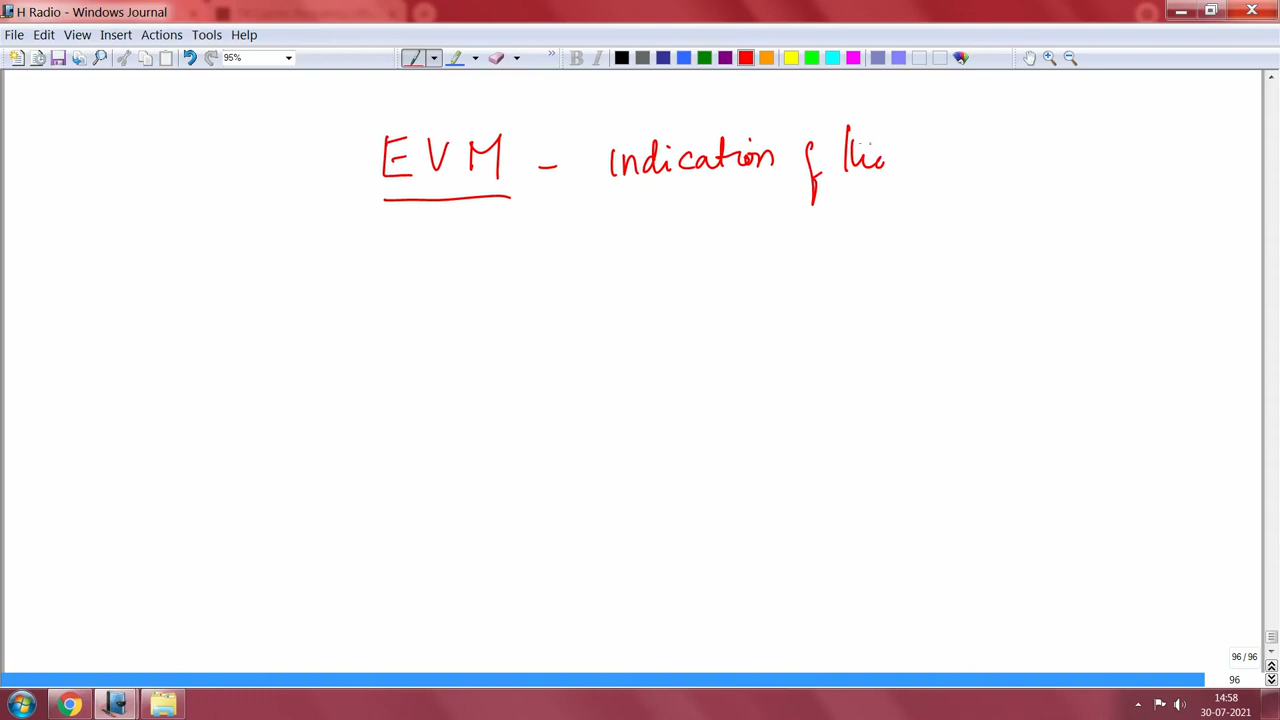 H Radio - Windows Journal
File Edit View Insert Actions Tools Help
95%
E V M - indication of
96 / 96
96
14:58
30-07-2021